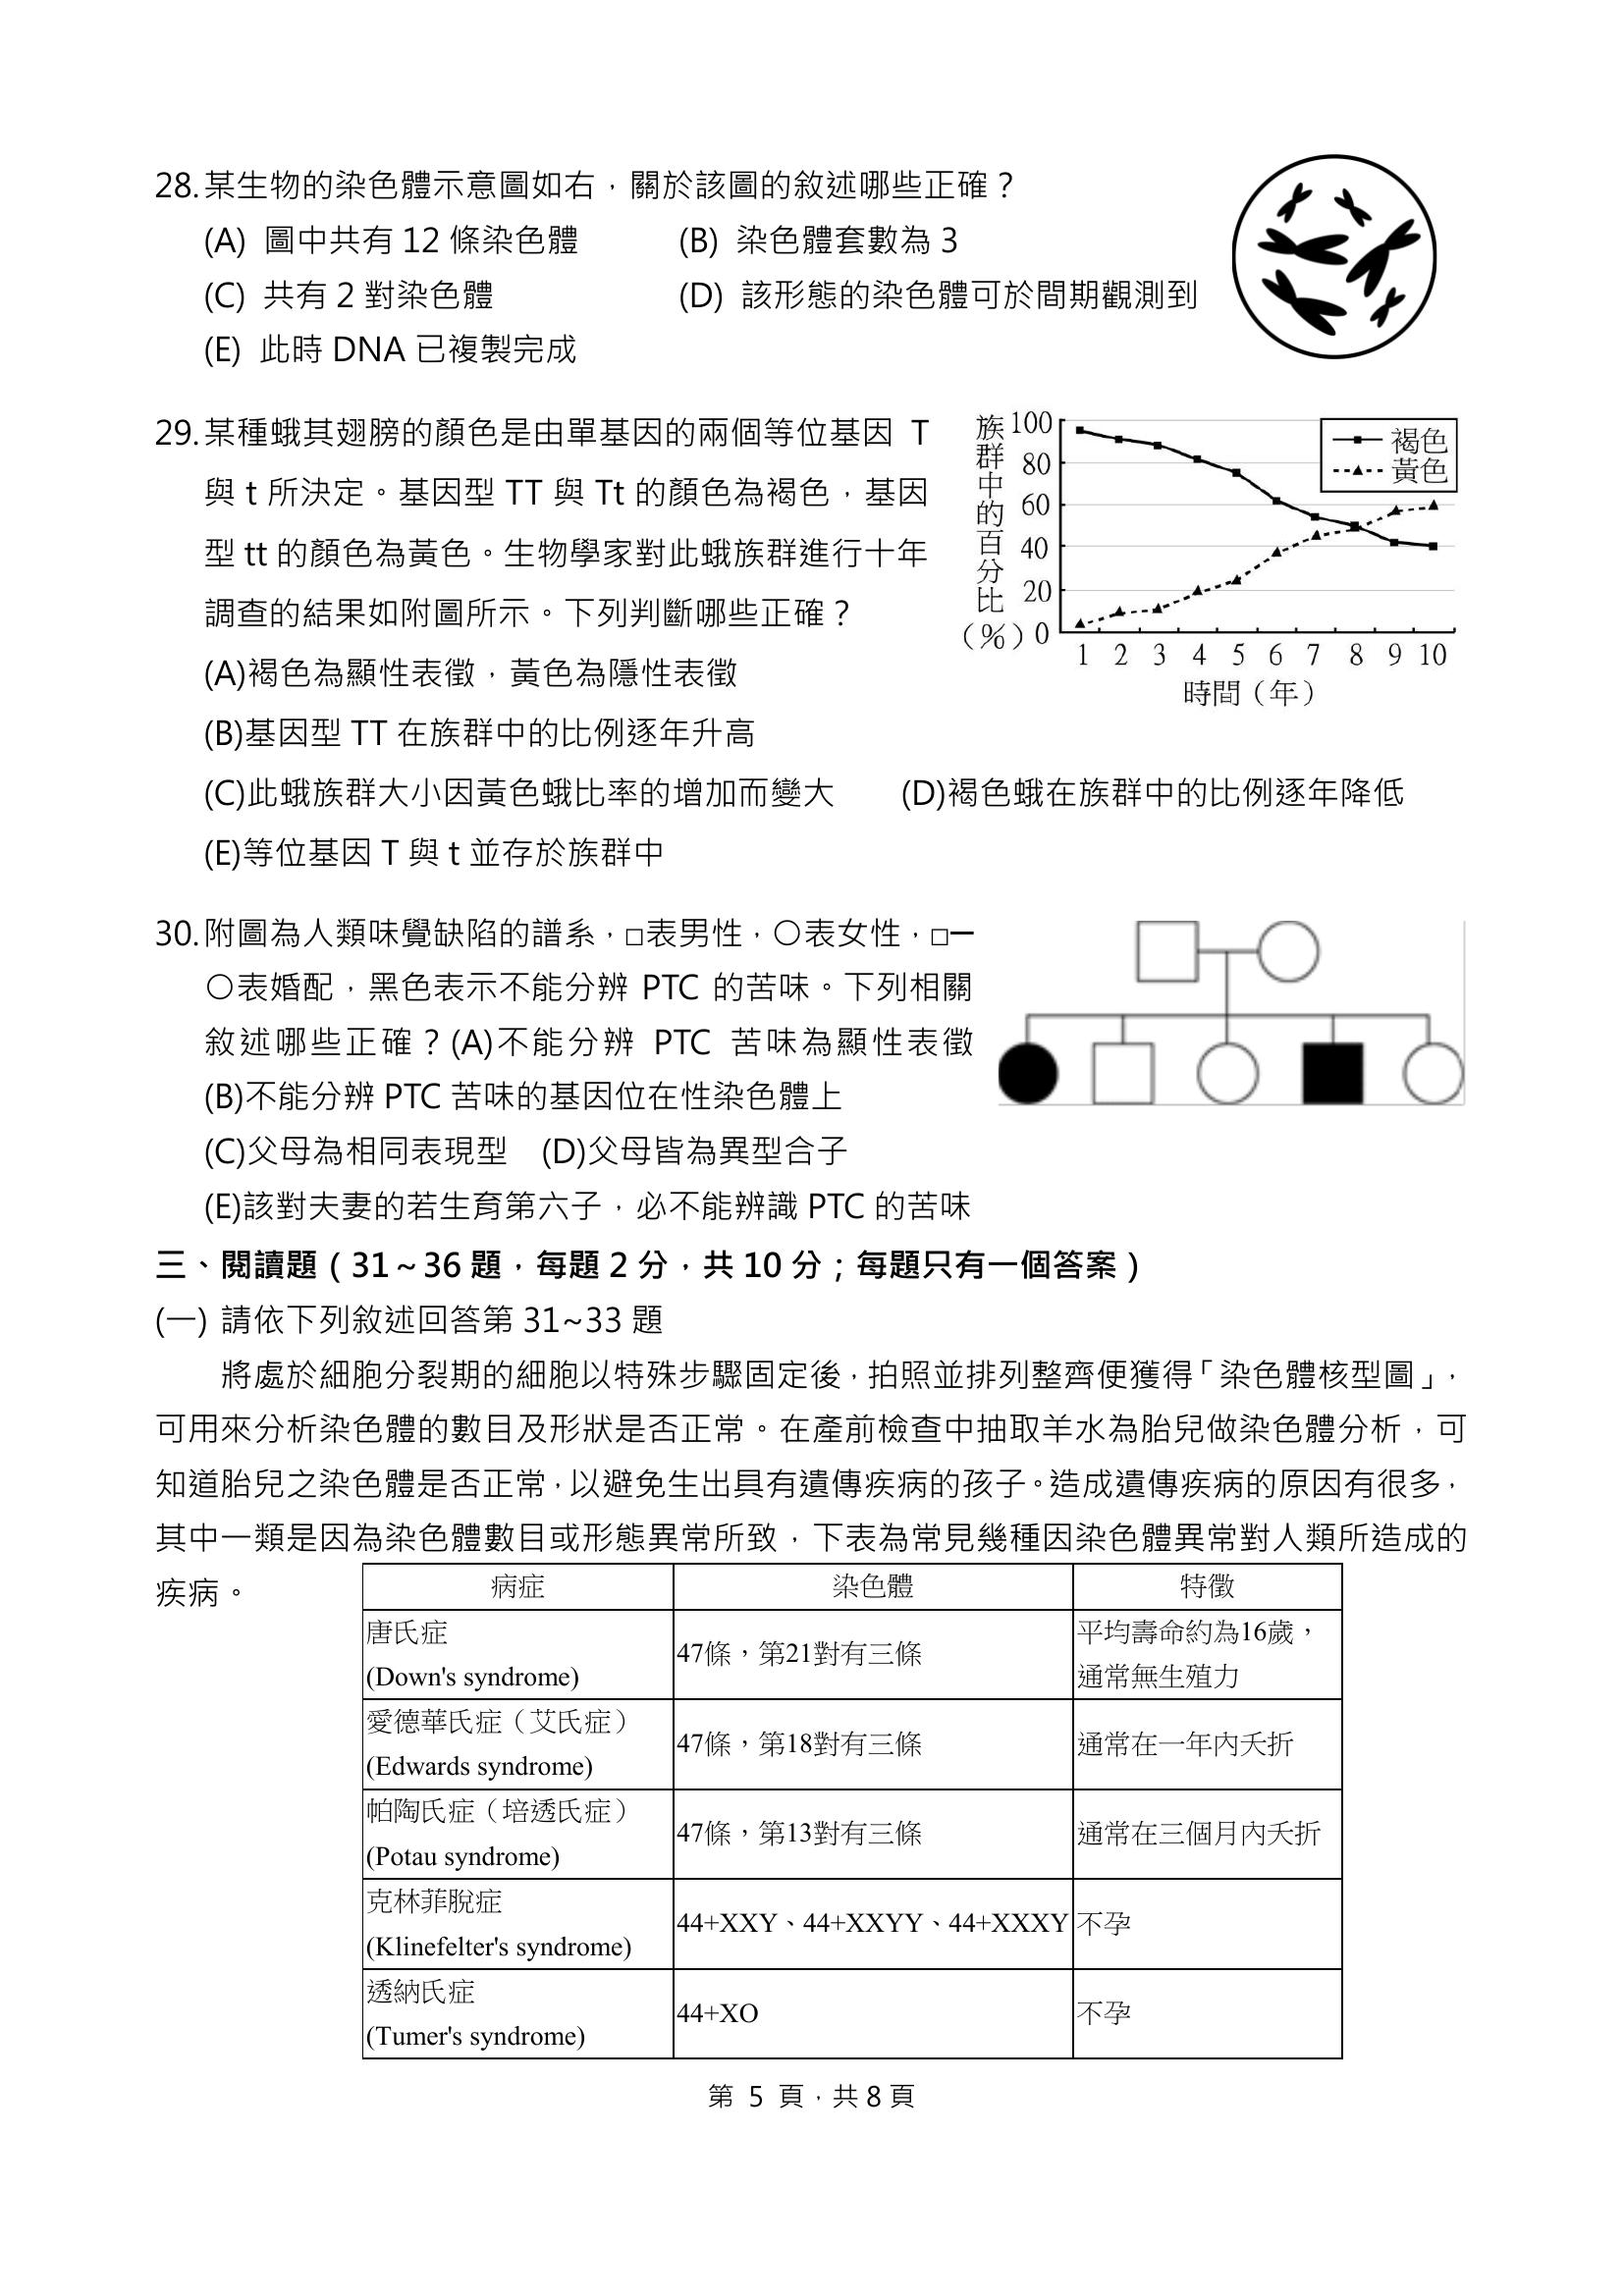 28.某生物的染色體示意圖如右，關於該圖的敘述哪些正確？
(A) 圖中共有 12 條染色體 (B) 染色體套數為 3
(C) 共有 2 對染色體 (D) 該形態的染色體可於間期觀測到
(E) 此時 DNA 已複製完成
29.某種蛾其翅膀的顏色是由單基因的兩個等位基因 T
與 t 所決定。基因型 TT 與 Tt 的顏色為褐色，基因
型 tt 的顏色為黃色。生物學家對此蛾族群進行十年
調查的結果如附圖所示。下列判斷哪些正確？
(A)褐色為顯性表徵，黃色為隱性表徵
(B)基因型 TT 在族群中的比例逐年升高
(C)此蛾族群大小因黃色蛾比率的增加而變大 (D)褐色蛾在族群中的比例逐年降低
(E)等位基因 T 與 t 並存於族群中
族群中的百分比
（％）
100
80
60
40
20
0
褐色
黃色
1 2 3 4 5 6 7 8 9 10
時間（年）
30.附圖為人類味覺缺陷的譜系，□表男性，○表女性，□─
○表婚配，黑色表示不能分辨 PTC 的苦味。下列相關
敘述哪些正確？(A)不能分辨 PTC 苦味為顯性表徵
(B)不能分辨 PTC 苦味的基因位在性染色體上
(C)父母為相同表現型 (D)父母皆為異型合子
(E)該對夫妻的若生育第六子，必不能辨識 PTC 的苦味
三、閱讀題（31~36 題，每題 2 分，共 10 分；每題只有一個答案）
(一) 請依下列敘述回答第 31~33 題
將處於細胞分裂期的細胞以特殊步驟固定後，拍照並排列整齊便獲得「染色體核型圖」，
可用來分析染色體的數目及形狀是否正常。在產前檢查中抽取羊水為胎兒做染色體分析，可
知道胎兒之染色體是否正常，以避免生出具有遺傳疾病的孩子。造成遺傳疾病的原因有很多，
其中一類是因為染色體數目或形態異常所致，下表為常見幾種因染色體異常對人類所造成的
疾病。
病症 染色體 特徵
唐氏症
(Down's syndrome)
47條，第21對有三條
平均壽命約為16歲，
通常無生殖力
愛德華氏症（艾氏症）
(Edwards syndrome)
47條，第18對有三條
通常在一年內夭折
帕陶氏症（培透氏症）
(Potau syndrome)
47條，第13對有三條
通常在三個月內夭折
克林菲脫症
(Klinefelter's syndrome)
44+XXY、44+XXYY、44+XXXY
不孕
透納氏症
(Tumer's syndrome)
44+XO
不孕
第 5 頁，共 8 頁